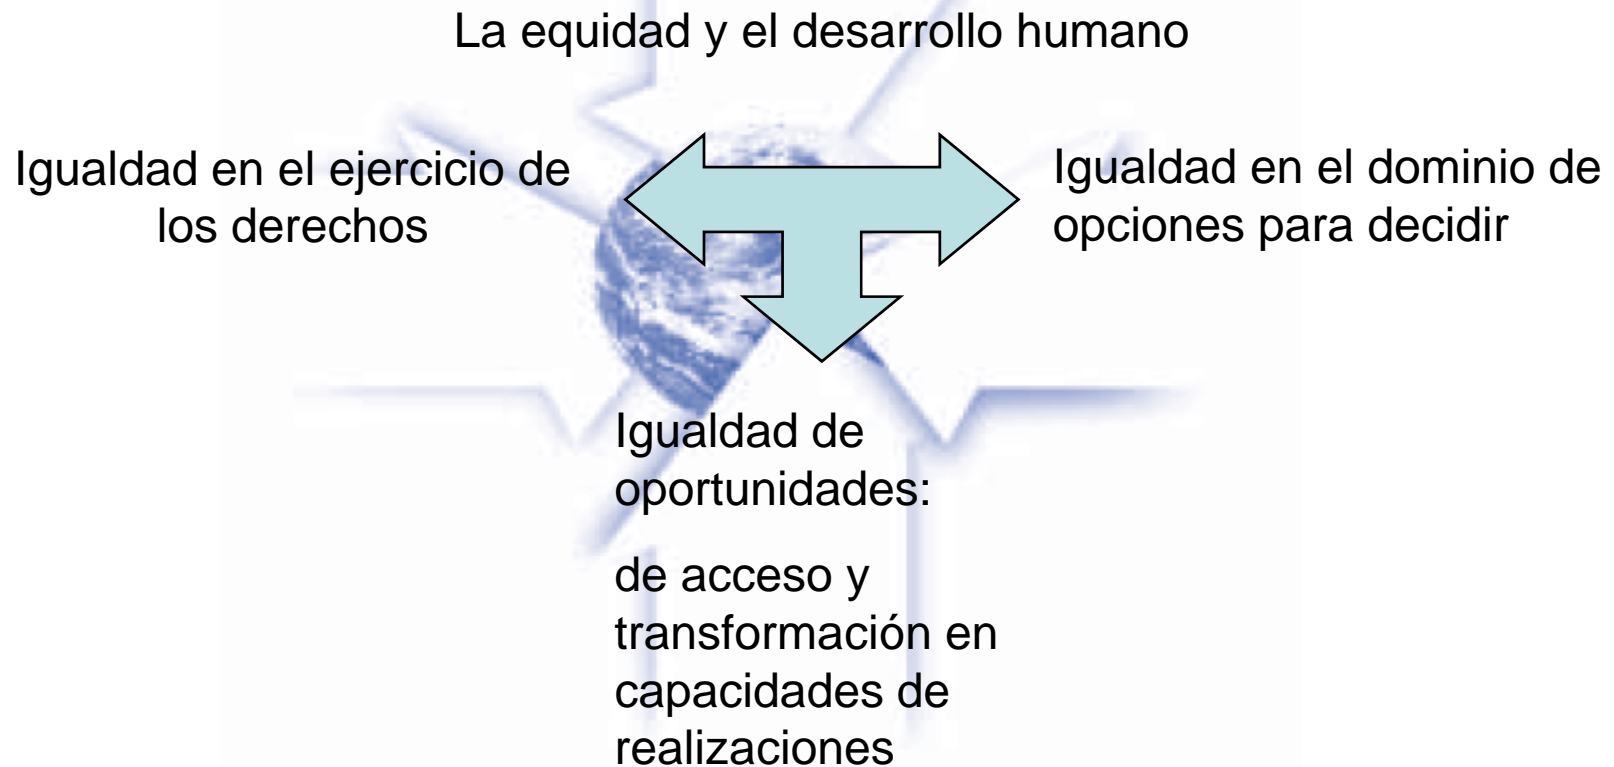 La equidad y el desarrollo humano
Igualdad en el ejercicio de
los derechos
Igualdad en el dominio de
opciones para decidir
Igualdad de
oportunidades:
de acceso y
transformación en
capacidades de
realizaciones